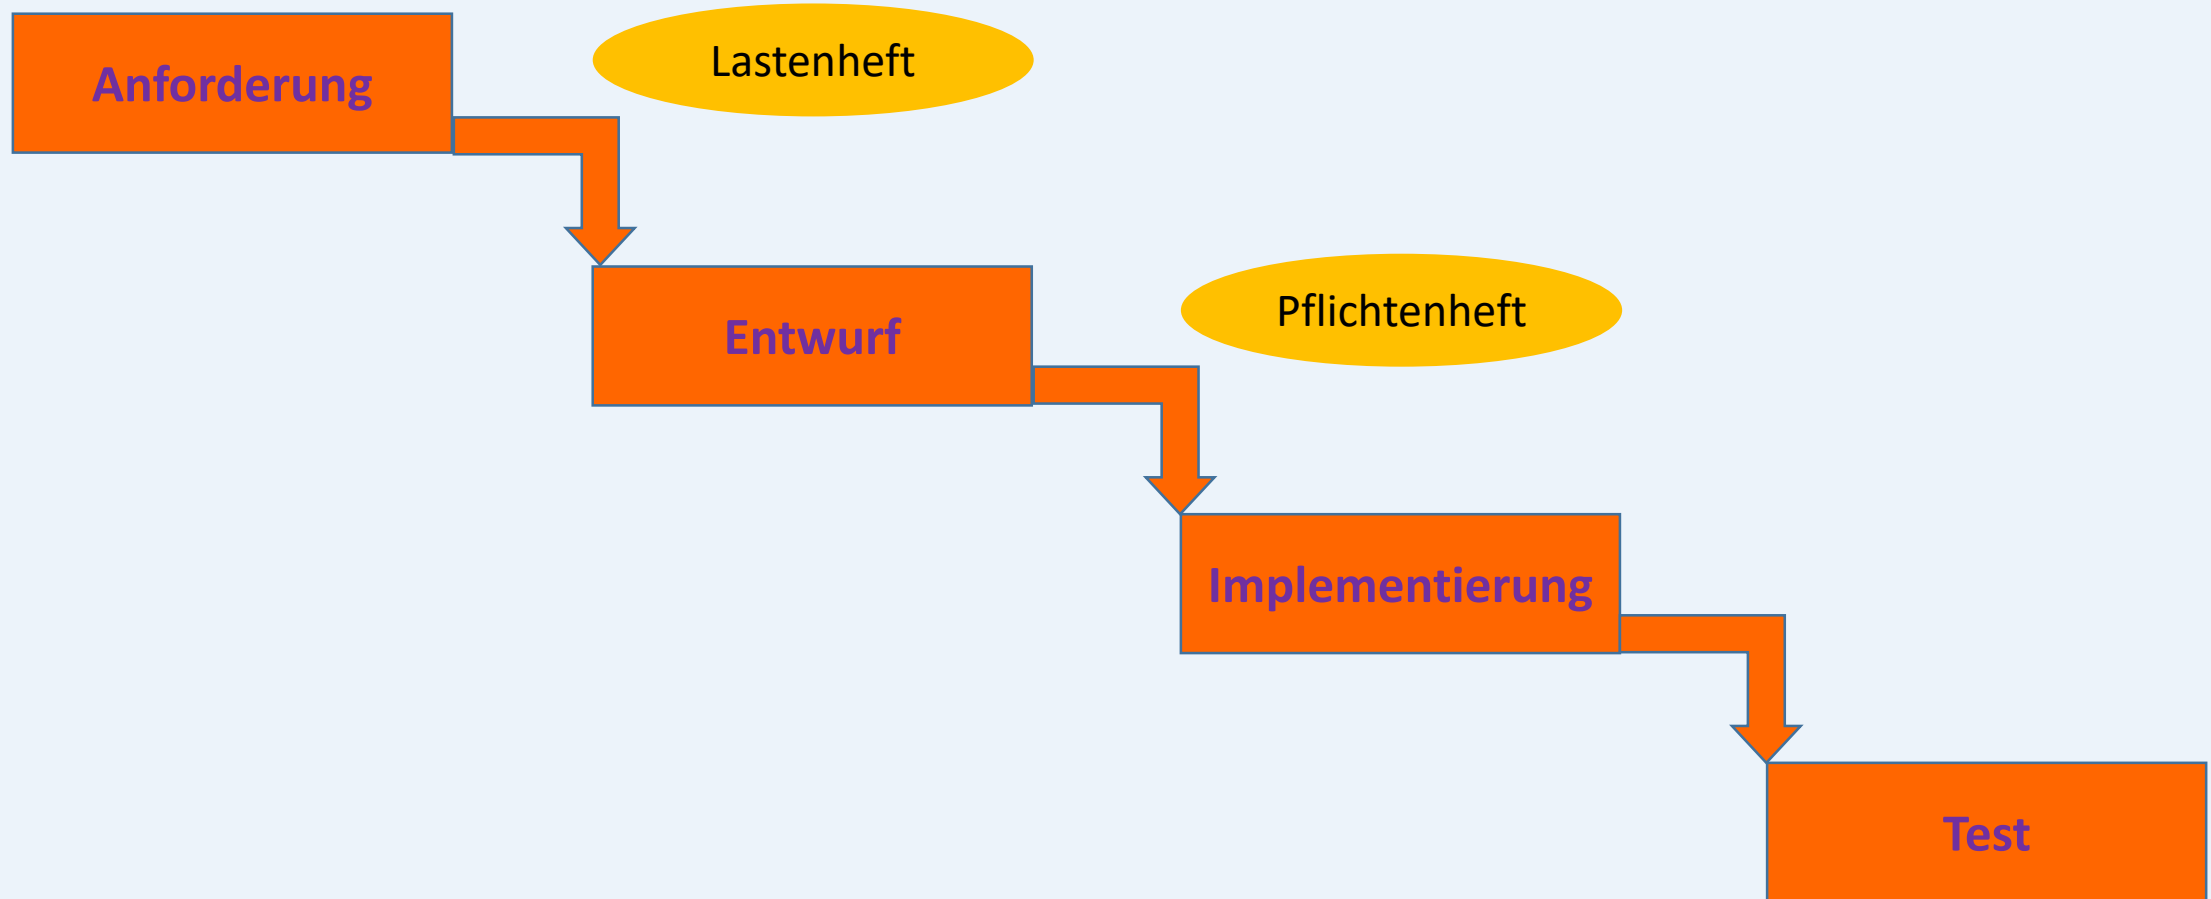 Lastenheft
Anforderung
Pflichtenheft
Entwurf
Implementierung
Test